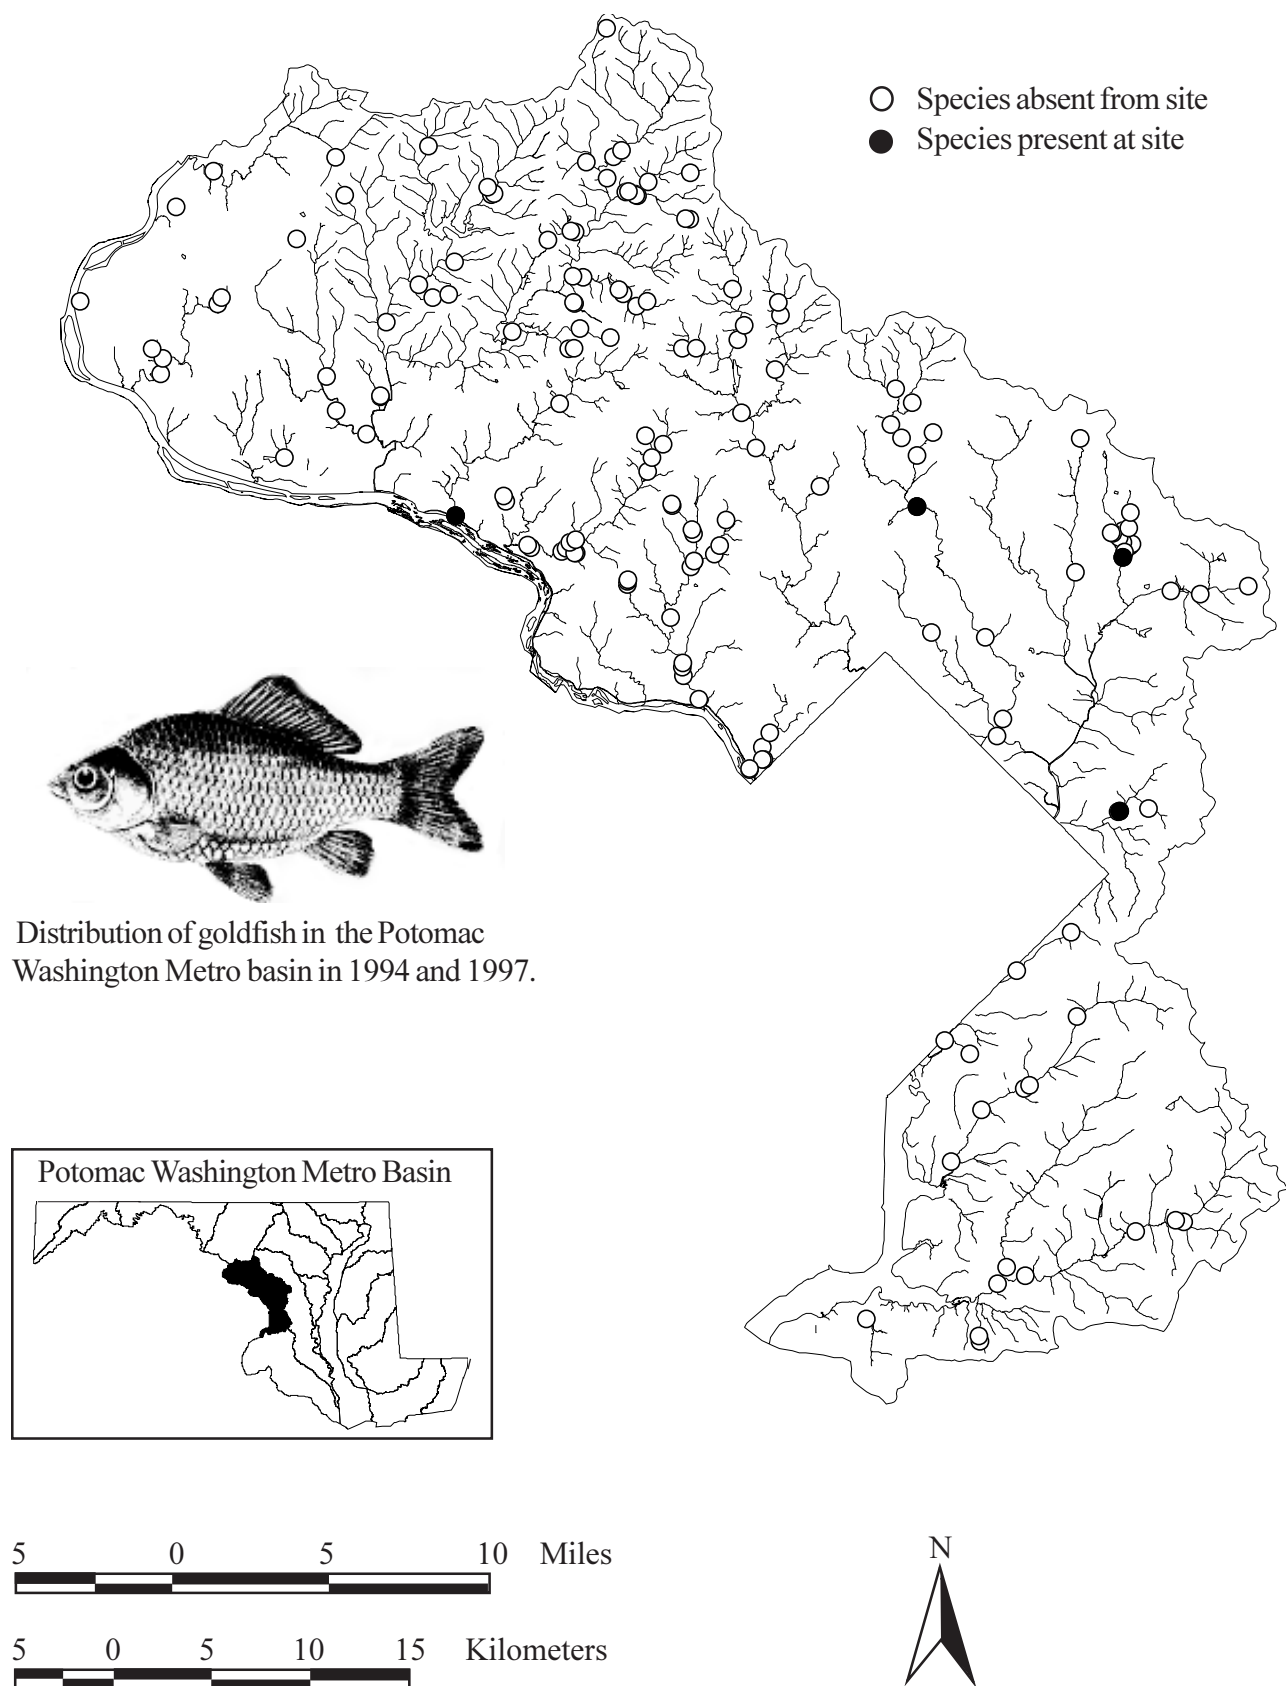 Species absent from site
Species present at site
Distribution of goldfish in the Potomac
Washington Metro basin in 1994 and 1997.
Potomac Washington Metro Basin
5 0 5 10 Miles
N
5 0 5 10 15 Kilometers